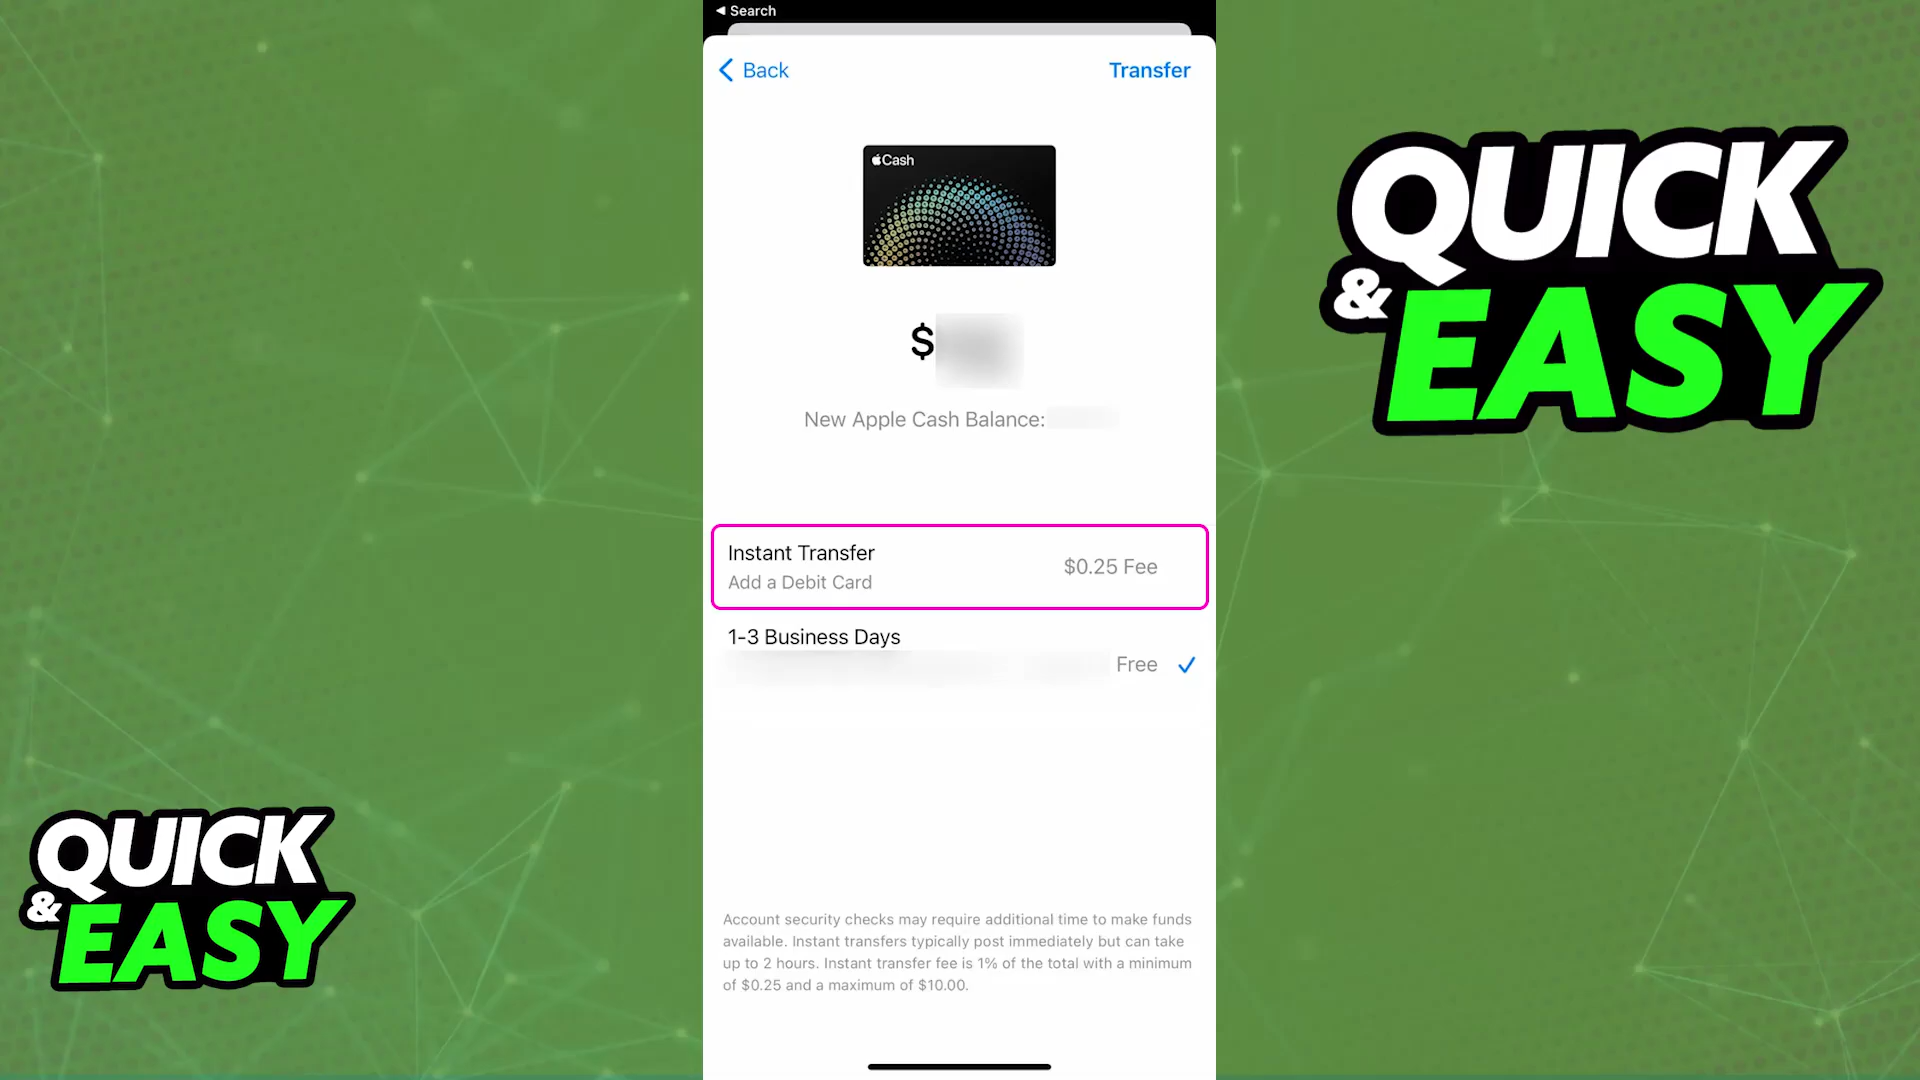 Search
Back
Transfer
Cash
$
New Apple Cash Balance:
Instant Transfer
Add a Debit Card
$0.25 Fee
1-3 Business Days
Free
Account security checks may require additional time to make funds
available. Instant transfers typically post immediately but can take
up to 2 hours. Instant transfer fee is 1% of the total with a minimum
of $0.25 and a maximum of $10.00.
QUICK
& EASY
QUICK
& EASY